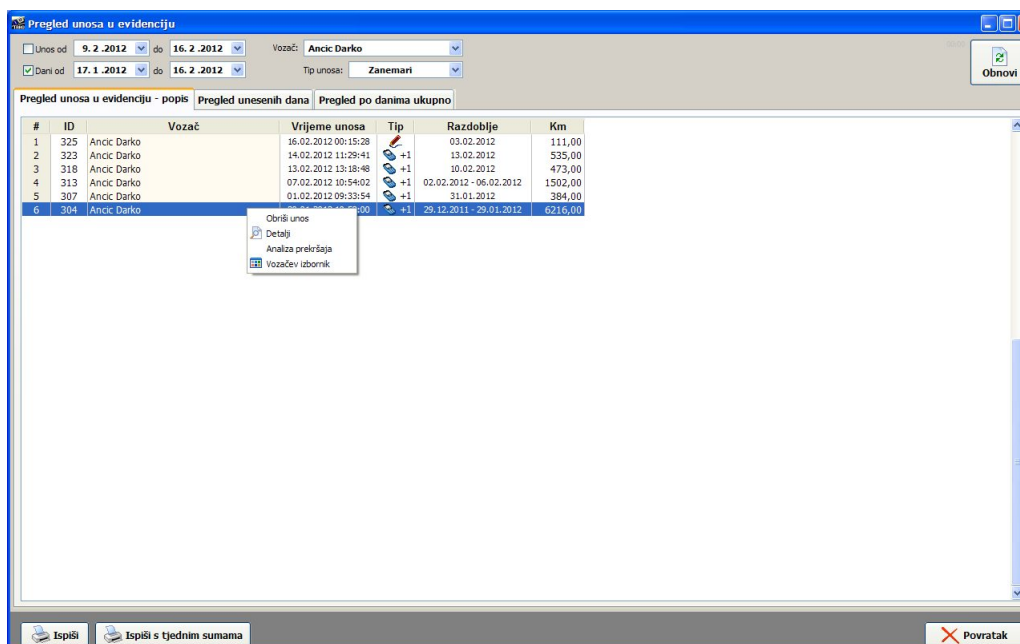 Pregled unosa u evidenciju
Unos od 9. 2 .2012 do 16. 2 .2012 Vozač: Ancic Darko
Dani od 17. 1 .2012 do 16. 2 .2012 Tip unosa: Zanemari
Obnovi
Pregled unosa u evidenciju - popis Pregled unesenih dana Pregled po danima ukupno
# ID Vozač Vrijeme unosa Tip Razdoblje Km
1 325 Ancic Darko 16.02.2012 00:15:28 03.02.2012 111,00
2 323 Ancic Darko 14.02.2012 11:29:41 +1 13.02.2012 535,00
3 318 Ancic Darko 13.02.2012 13:18:48 +1 10.02.2012 473,00
4 313 Ancic Darko 07.02.2012 10:54:02 +1 02.02.2012 - 06.02.2012 1502,00
5 307 Ancic Darko 01.02.2012 09:33:54 +1 31.01.2012 384,00
6 304 Ancic Darko +1 29.12.2011 - 29.01.2012 6216,00
Obriši unos
Detalji
Analiza prekršaja
Vozačev izbornik
Ispiši Ispiši s tjednim sumama Povratak